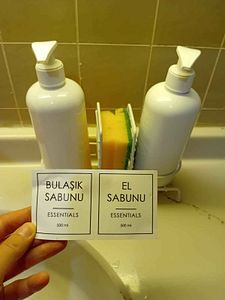 BULAŞIK
SABUNU
ESSENTIALS
500 ml
EL
SABUNU
ESSENTIALS
500 ml